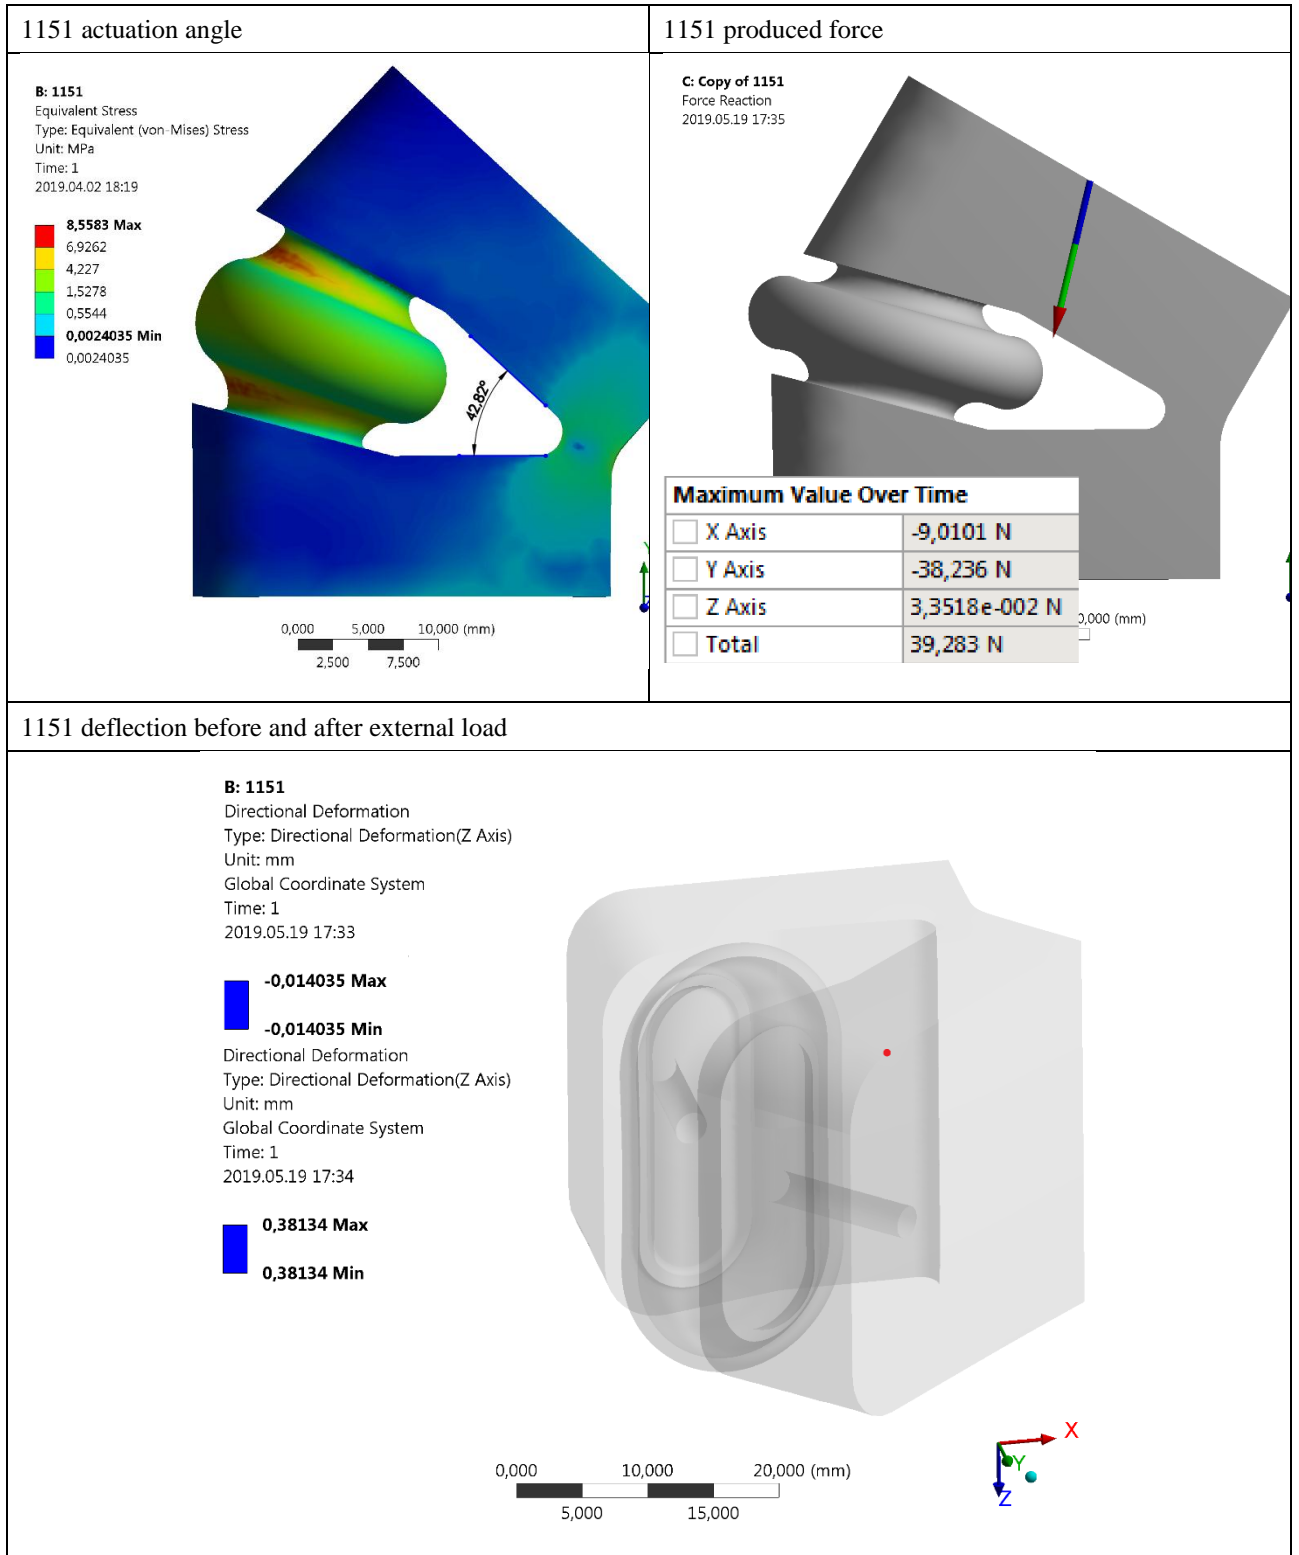 1151 actuation angle
B: 1151
Equivalent Stress
Type: Equivalent (von-Mises) Stress
Unit: MPa
Time: 1
2019.04.02 18:19
8,5583 Max
6,9262
4,227
1,5278
0,5544
0,0024035 Min
0,0024035
42,82°
Y
Z
0,000 5,000 10,000 (mm)
2,500 7,500
1151 produced force
C: Copy of 1151
Force Reaction
2019.05.19 17:35
Maximum Value Over Time
X Axis -9,0101 N
Y Axis -38,236 N
Z Axis 3,3518e-002 N
Total 39,283 N
0,000 (mm)
1151 deflection before and after external load
B: 1151
Directional Deformation
Type: Directional Deformation(Z Axis)
Unit: mm
Global Coordinate System
Time: 1
2019.05.19 17:33
-0,014035 Max
-0,014035 Min
Directional Deformation
Type: Directional Deformation(Z Axis)
Unit: mm
Global Coordinate System
Time: 1
2019.05.19 17:34
0,38134 Max
0,38134 Min
0,000 10,000 20,000 (mm)
5,000 15,000
X
Y
Z